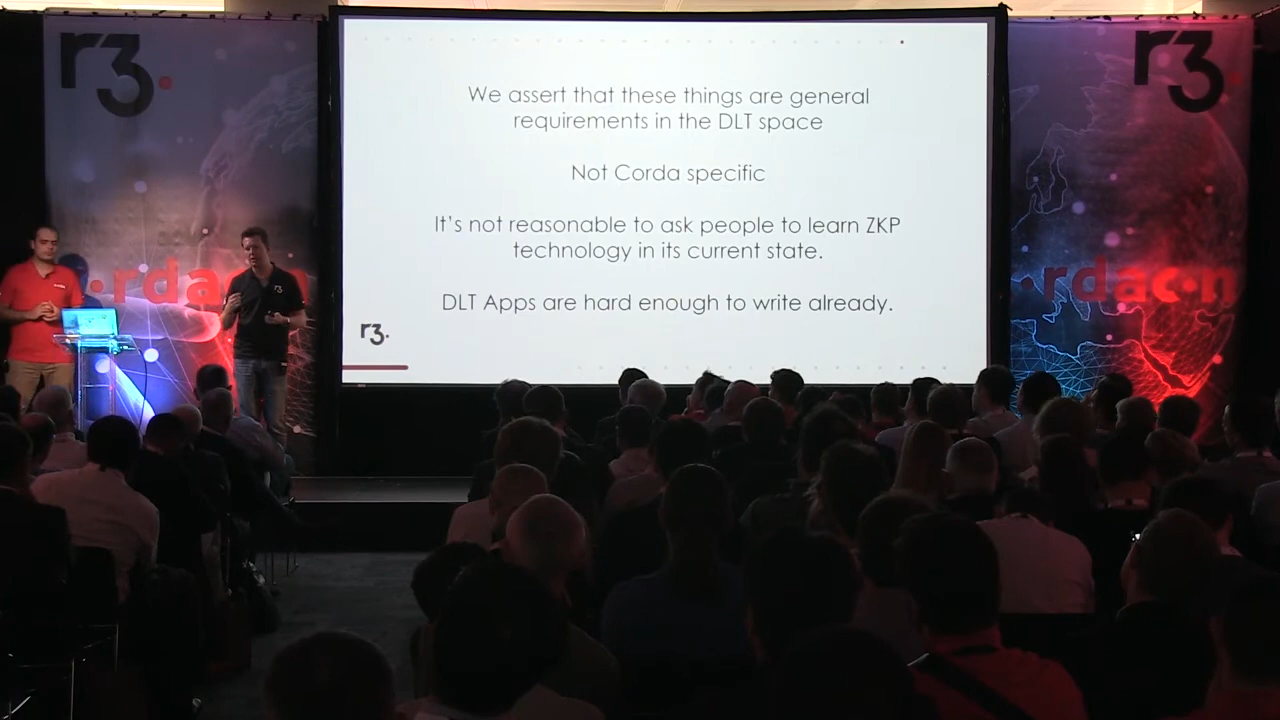 r3.
r3.
We assert that these things are general
requirements in the DLT space
Not Corda specific
It's not reasonable to ask people to learn ZKP
technology in its current state.
DLT Apps are hard enough to write already.
r3.